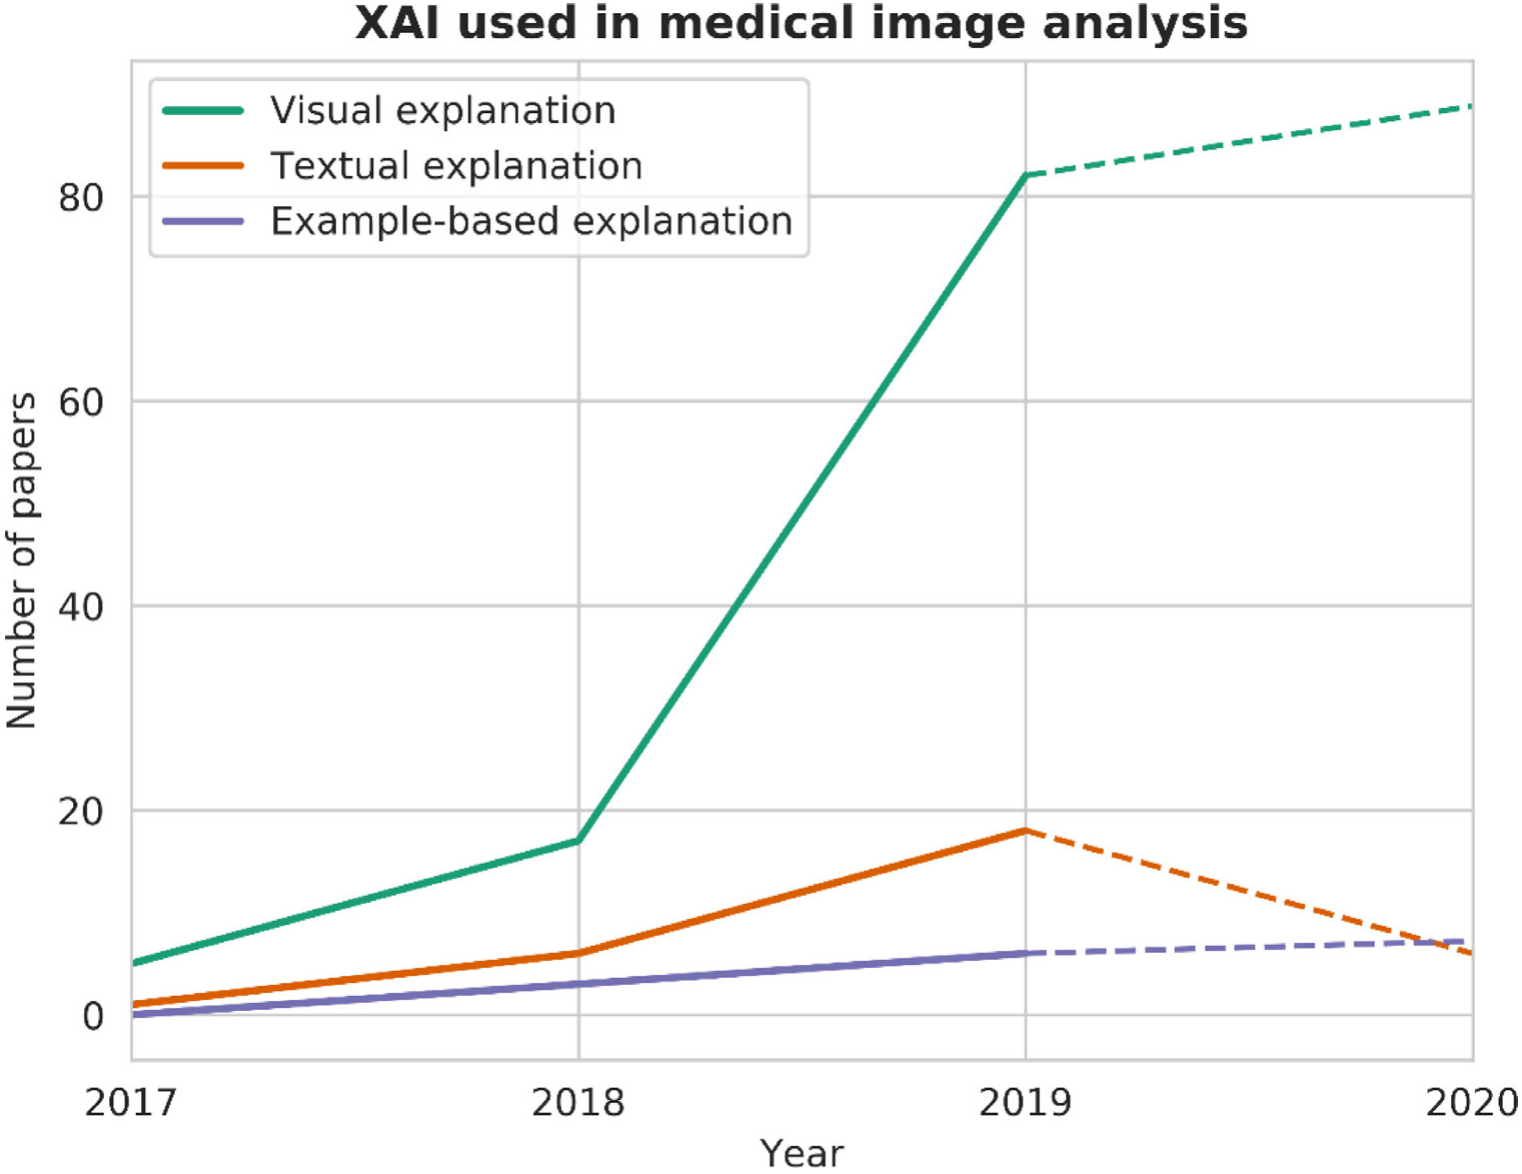 XAI used in medical image analysis
Visual explanation
Textual explanation
Example-based explanation
80
60
40
20
0
Number of papers
2017 2018 2019 2020
Year